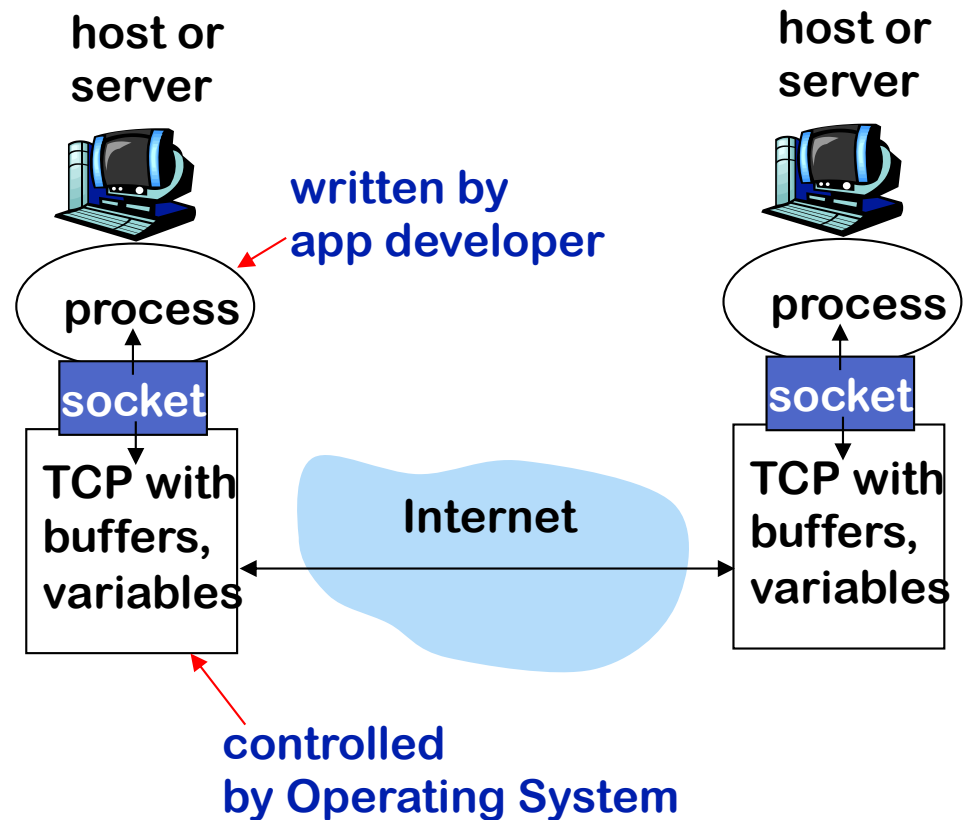 host or
server
host or
server
written by
app developer
process
process
socket
socket
TCP with
buffers,
variables
Internet
TCP with
buffers,
variables
controlled
by Operating System